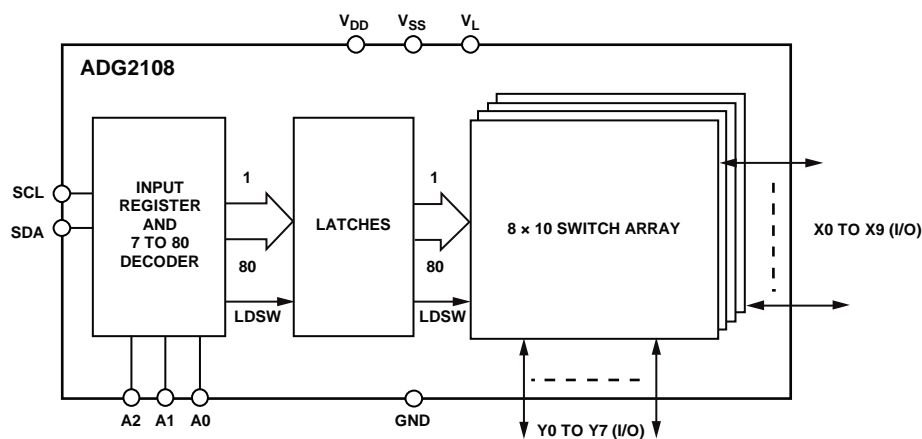 VDD VSS VL
ADG2108
SCL
SDA
INPUT
REGISTER
AND
7 TO 80
DECODER
1
80
LDSW
LATCHES
1
80
LDSW
8 × 10 SWITCH ARRAY
X0 TO X9 (I/O)
A2 A1 A0
GND
Y0 TO Y7 (I/O)